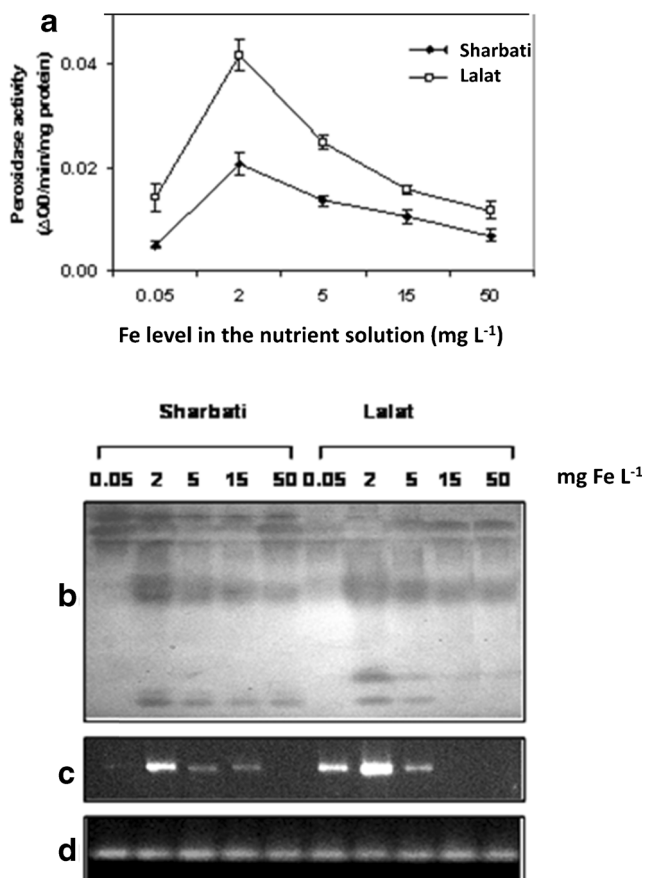 a
Sharbati
Lalat
Peroxidase activity
(ΔOD/min/mg protein)
0.04
0.02
0.00
0.05 2 5 15 50
Fe level in the nutrient solution (mg L⁻¹)
Sharbati Lalat
0.05 2 5 15 50 0.05 2 5 15 50 mg Fe L⁻¹
b
c
d